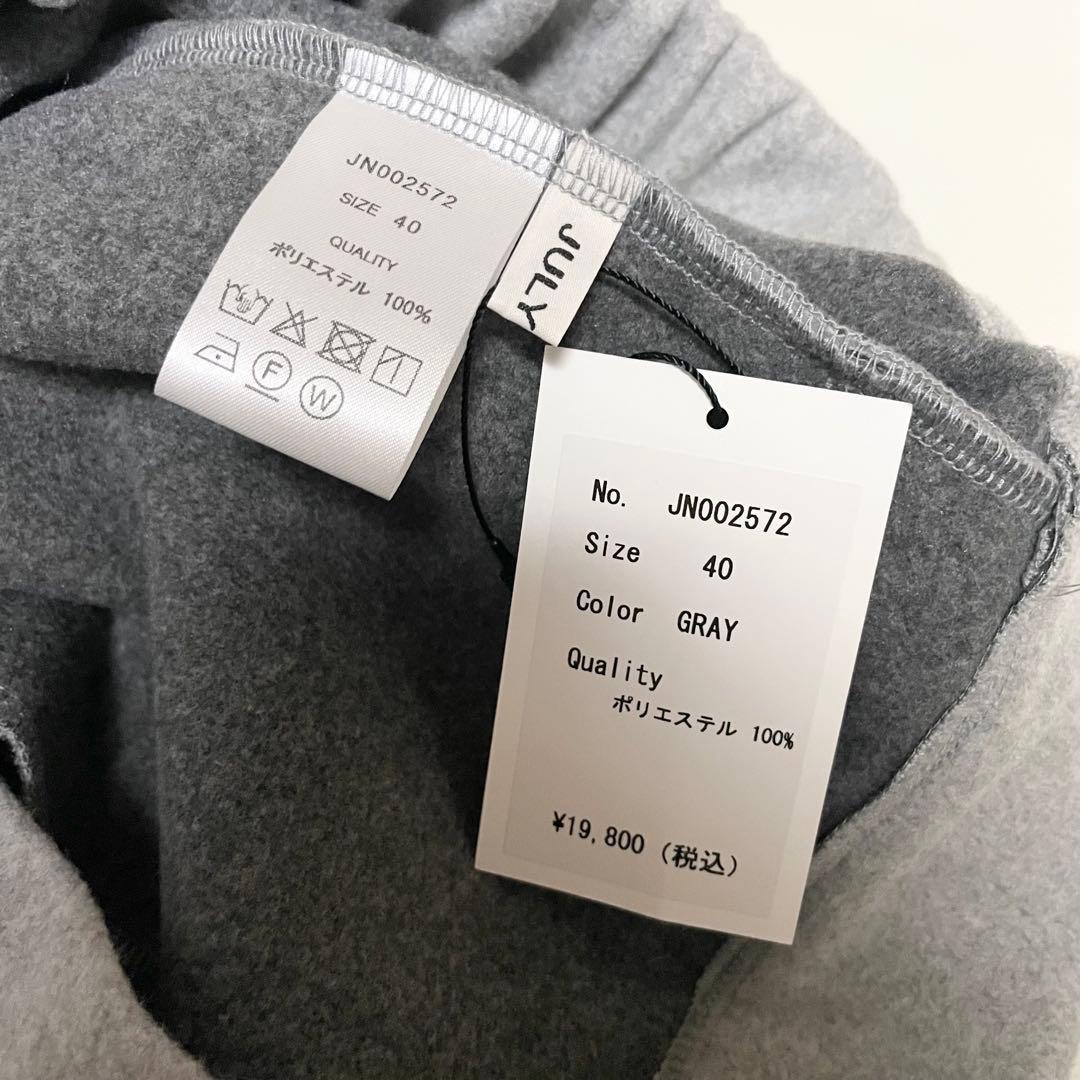 JN002572
SIZE 40
QUALITY
ポリエステル 100%
F
W
JULY
No. JN002572
Size 40
Color GRAY
Quality
ポリエステル 100%
¥19,800 (税込)